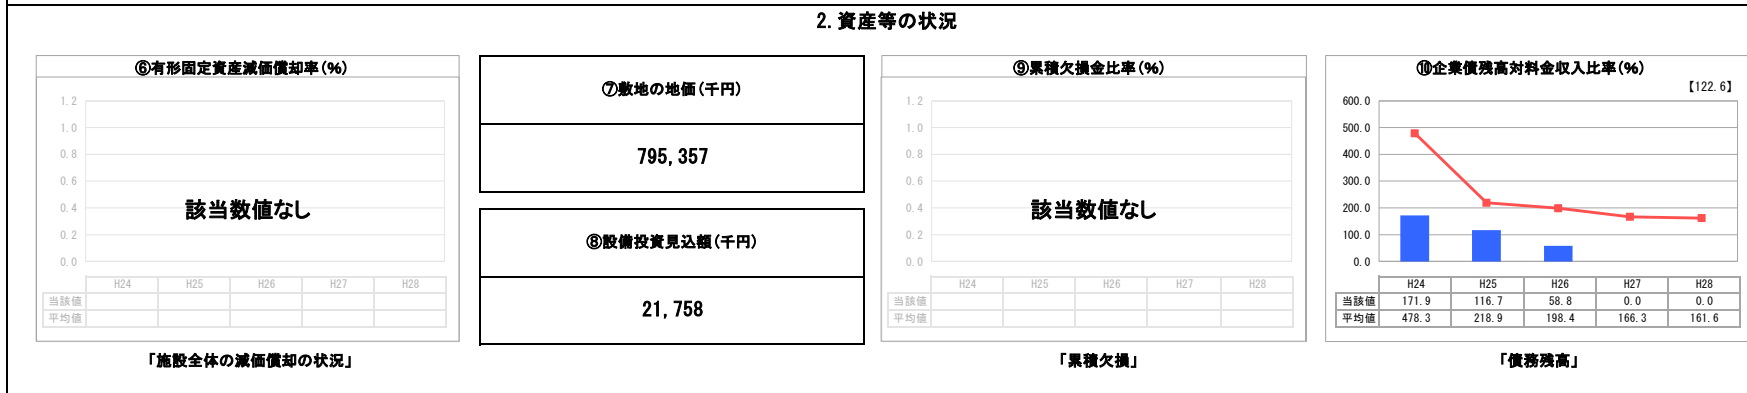 2.資産等の状況
⑥有形固定資産減価償却率(%)
1.2
1.0
0.8
0.6
0.4
0.2
0.0
該当数値なし
H24 H25 H26 H27 H28
当該値
平均値
「施設全体の減価償却の状況」
⑦敷地の地価(千円)
795,357
⑧設備投資見込額(千円)
21,758
⑨累積欠損金比率(%)
1.2
1.0
0.8
0.6
0.4
0.2
0.0
該当数値なし
H24 H25 H26 H27 H28
当該値
平均値
「累積欠損」
⑩企業債残高対料金収入比率(%)
【122.6】
600.0
500.0
400.0
300.0
200.0
100.0
0.0
H24 H25 H26 H27 H28
当該値 171.9 116.7 58.8 0.0 0.0
平均値 478.3 218.9 198.4 166.3 161.6
「債務残高」